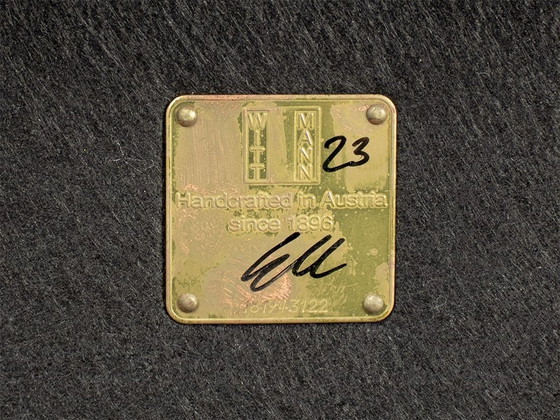 WITT MANN
23
Handcrafted in Austria
since 1896